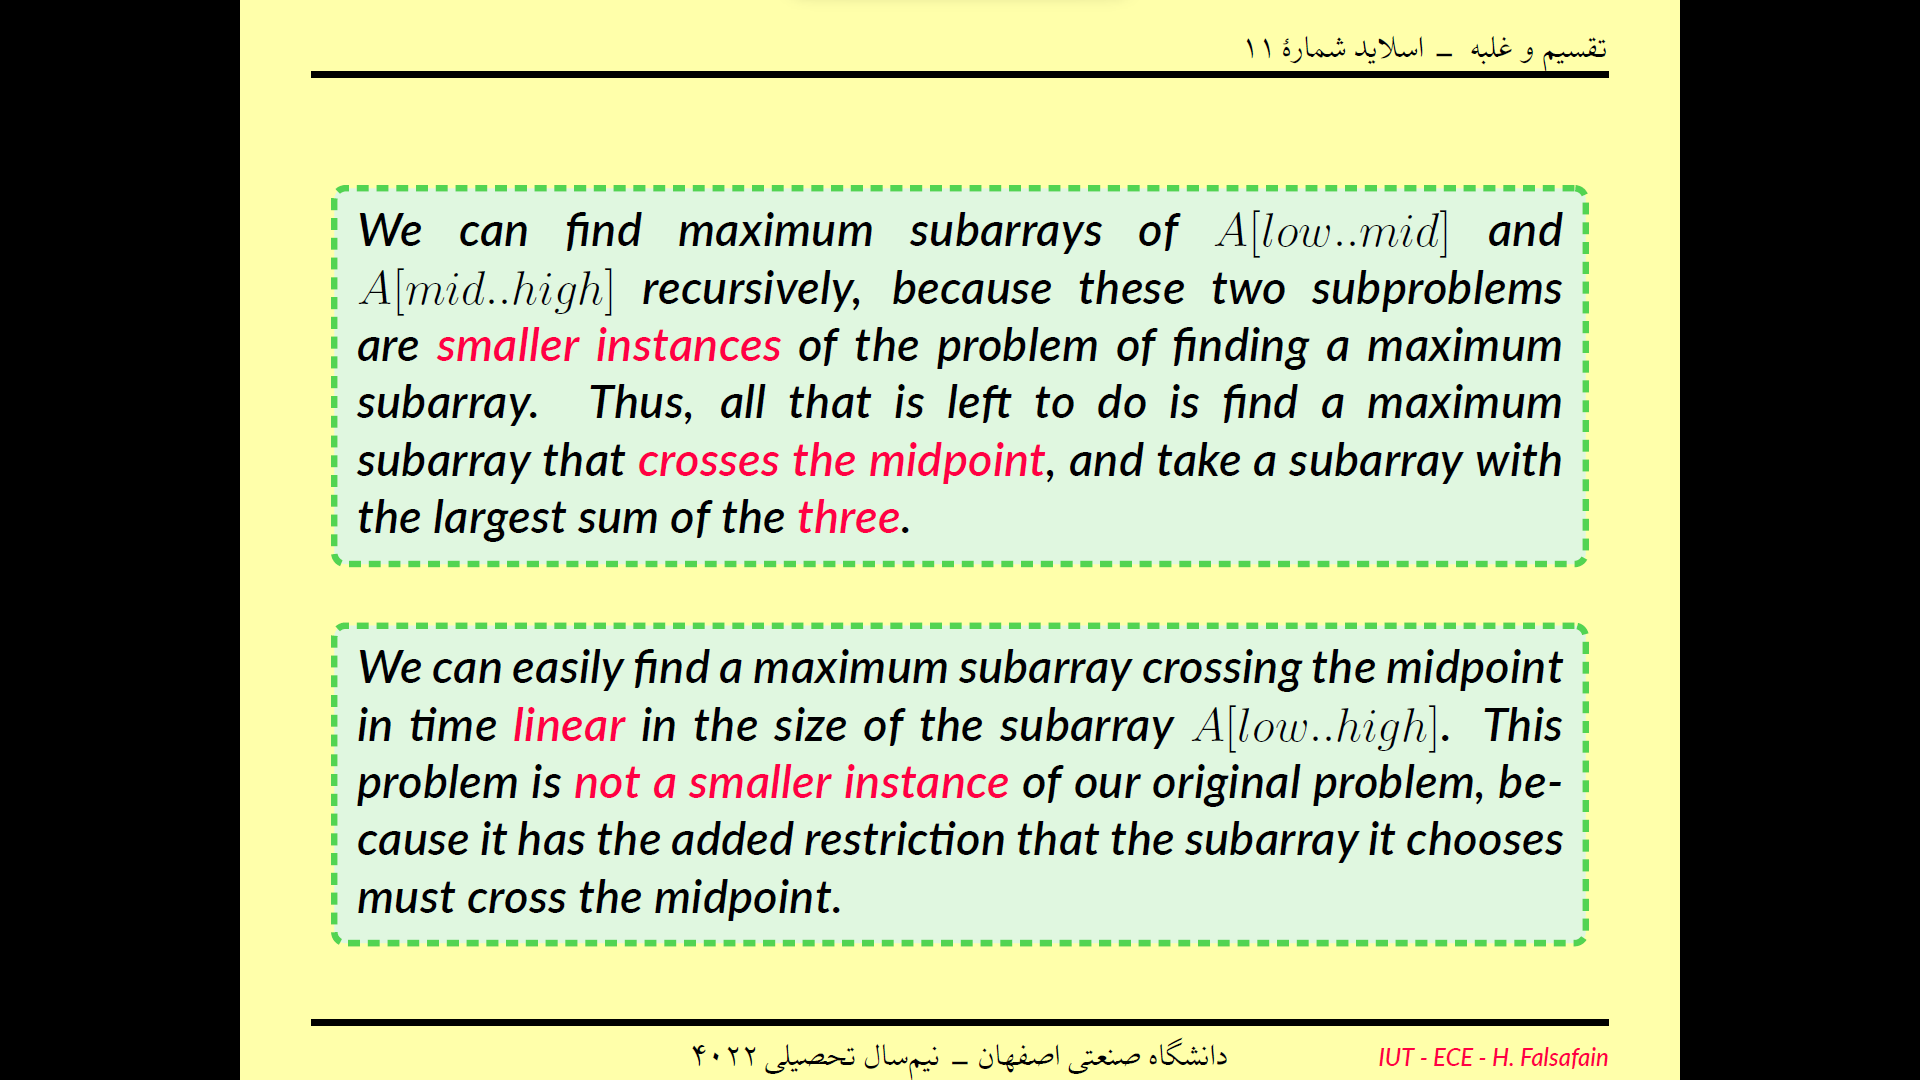 تقسیم و غلبه – اسلاید شمارهٔ ۱۱
We can find maximum subarrays of A[low..mid] and
A[mid..high] recursively, because these two subproblems
are smaller instances of the problem of finding a maximum
subarray. Thus, all that is left to do is find a maximum
subarray that crosses the midpoint, and take a subarray with
the largest sum of the three.
We can easily find a maximum subarray crossing the midpoint
in time linear in the size of the subarray A[low..high]. This
problem is not a smaller instance of our original problem, be-
cause it has the added restriction that the subarray it chooses
must cross the midpoint.
دانشگاه صنعتی اصفهان – نیم‌سال تحصیلی ۴۰۲۲
IUT - ECE - H. Falsafain